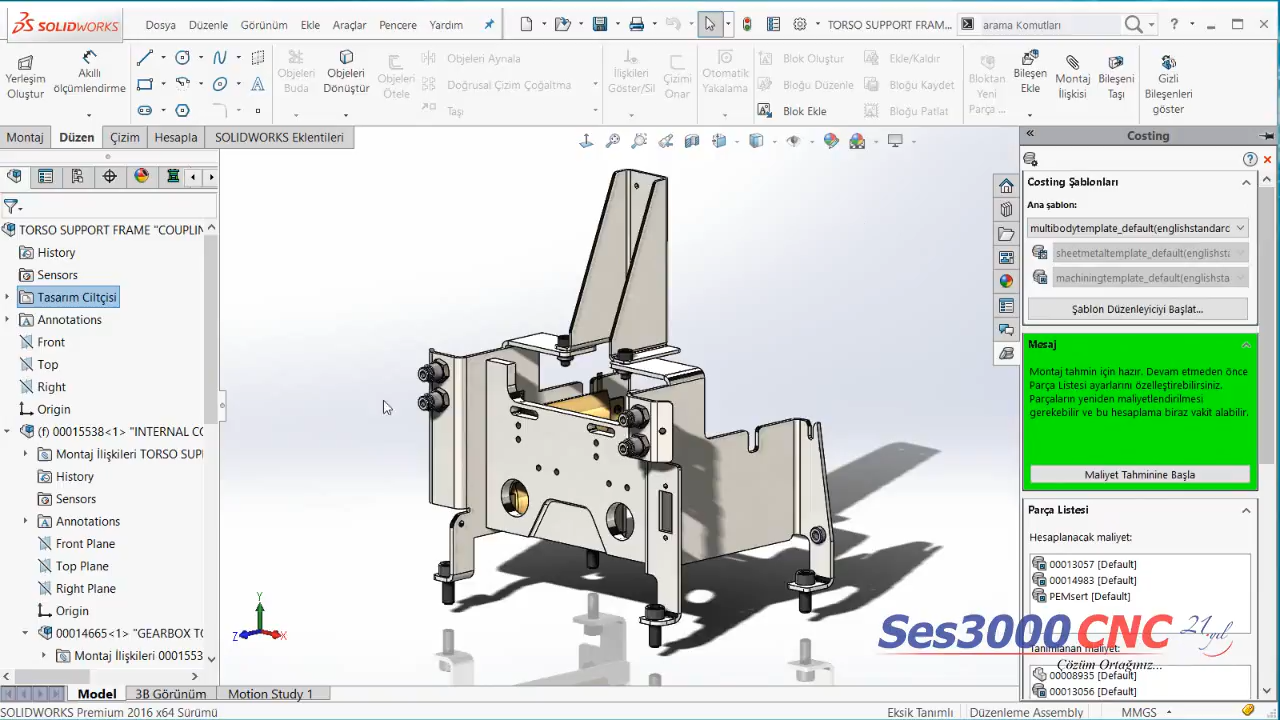 SOLIDWORKS
Dosya Düzenle Görünüm Ekle Araçlar Pencere Yardım
TORSO SUPPORT FRAM...
arama Komutları
Yerleşim Oluştur
Akıllı ölçümlendirme
Objeleri Buda
Objeleri Dönüştür
Objeleri Ötele
Objeleri Aynala
Doğrusal Çizim Çoğaltma
Taşı
İlişkileri Göster/Sil
Çizimi Onar
Otomatik Yakalama
Blok Oluştur
Bloğu Düzenle
Blok Ekle
Ekle/Kaldır
Bloğu Kaydet
Bloğu Patlat
Bloktan Yeni Parça ...
Bileşen Ekle
Montaj İlişkisi
Bileşeni Taşı
Gizli Bileşenleri göster
Montaj Düzen Çizim Hesapla SOLIDWORKS Eklentileri
TORSO SUPPORT FRAME "COUPLIN
History
Sensors
Tasarım Ciltçisi
Annotations
Front
Top
Right
Origin
(f) 00015538<1> "INTERNAL CO
Montaj İlişkileri TORSO SUPP
History
Sensors
Annotations
Front Plane
Top Plane
Right Plane
Origin
00014665<1> "GEARBOX TO
Montaj İlişkileri 0001553
Y
Z
X
Costing
Costing Şablonları
Ana şablon:
multibodytemplate_default(englishstandarc
sheetmetaltemplate_default(englishsta
machiningtemplate_default(englishsta
Şablon Düzenleyiciyi Başlat...
Mesaj
Montaj tahmin için hazır. Devam etmeden önce
Parça Listesi ayarlarını özelleştirebilirsiniz.
Parçaların yeniden maliyetlendirilmesi
gerekebilir ve bu hesaplama biraz vakit alabilir.
Maliyet Tahminine Başla
Parça Listesi
Hesaplanacak maliyet:
00013057 [Default]
00014983 [Default]
PEMsert [Default]
Tanımlanan maliyet:
00008935 [Default]
00013056 [Default]
Ses3000 CNC 21.yıl
Çözüm Ortağınız...
Model 3B Görünüm Motion Study 1
SOLIDWORKS Premium 2016 x64 Sürümü
Eksik Tanımlı Düzenleme Assembly MMGS